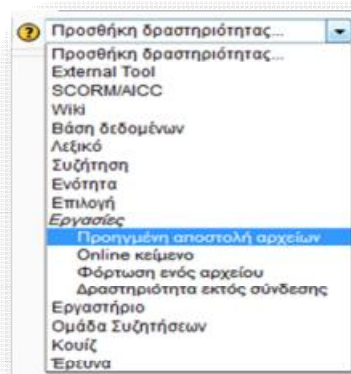 Προσθήκη δραστηριότητας...
Προσθήκη δραστηριότητας...
External Tool
SCORM/AICC
Wiki
Βάση δεδομένων
Λεξικό
Συζήτηση
Ενότητα
Επιλογή
Εργασίες
Προηγμένη αποστολή αρχείων
Online κείμενο
Φόρτωση ενός αρχείου
Δραστηριότητα εκτός σύνδεσης
Εργαστήριο
Ομάδα Συζητήσεων
Κουίζ
Έρευνα